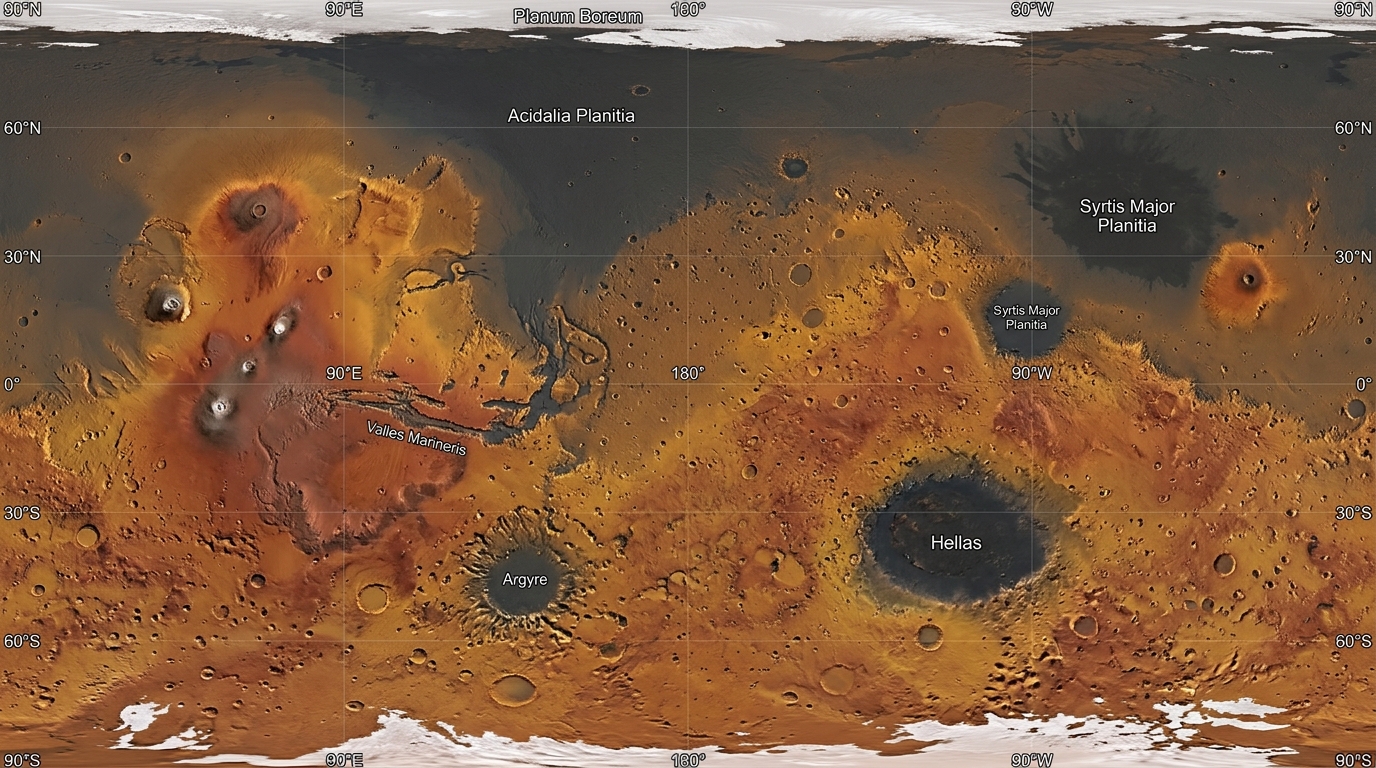 90°N
90°E
Planum Boreum
180°
90°W
90°N
Acidalia Planitia
60°N
60°N
Syrtis Major
Planitia
30°N
30°N
Syrtis Major
Planitia
0°
90°E
180°
90°W
0°
Valles Marineris
30°S
30°S
Hellas
Argyre
60°S
60°S
90°S
90°E
180°
90°W
90°S